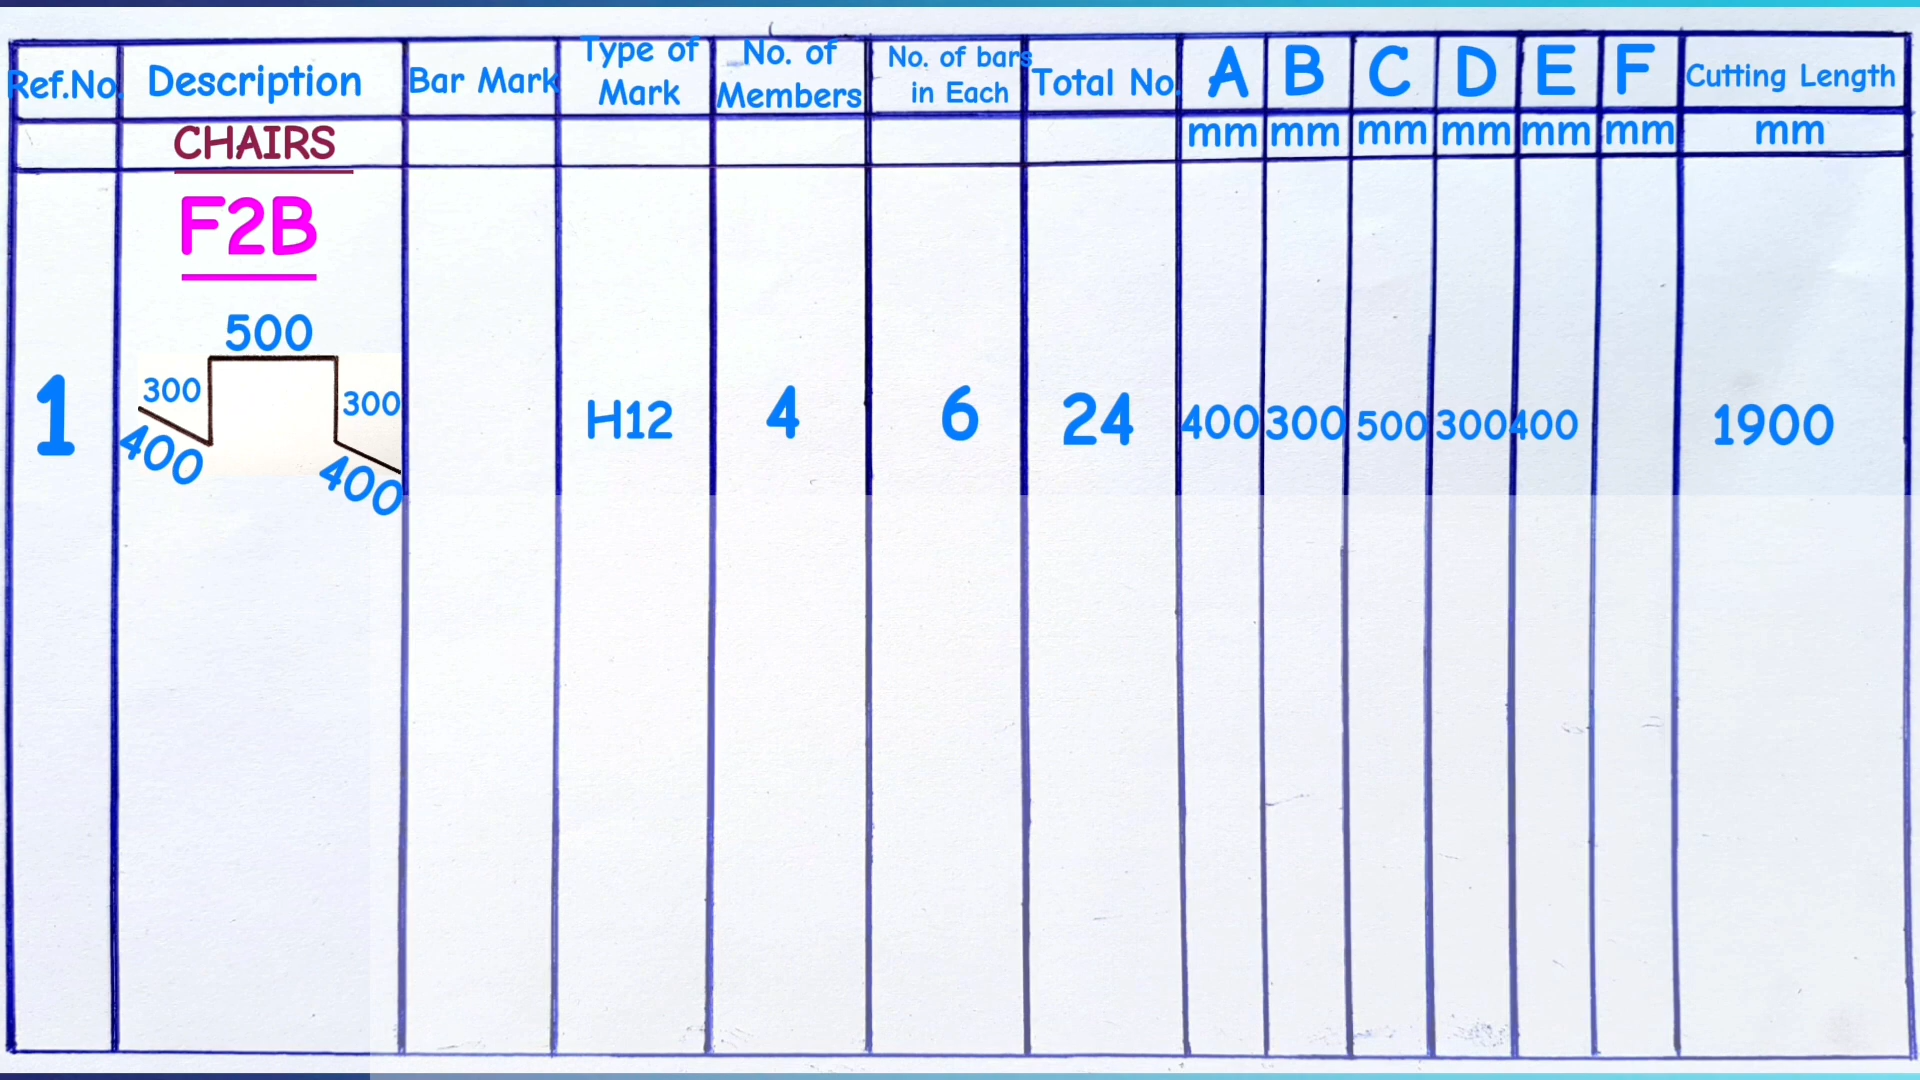 Ref.No. Description Bar Mark Type of Mark No. of Members No. of bars in Each Total No. A B C D E F Cutting Length
CHAIRS mm mm mm mm mm mm mm
F2B
500
300 300
1 400 400 H12 4 6 24 400 300 500 300 400 1900